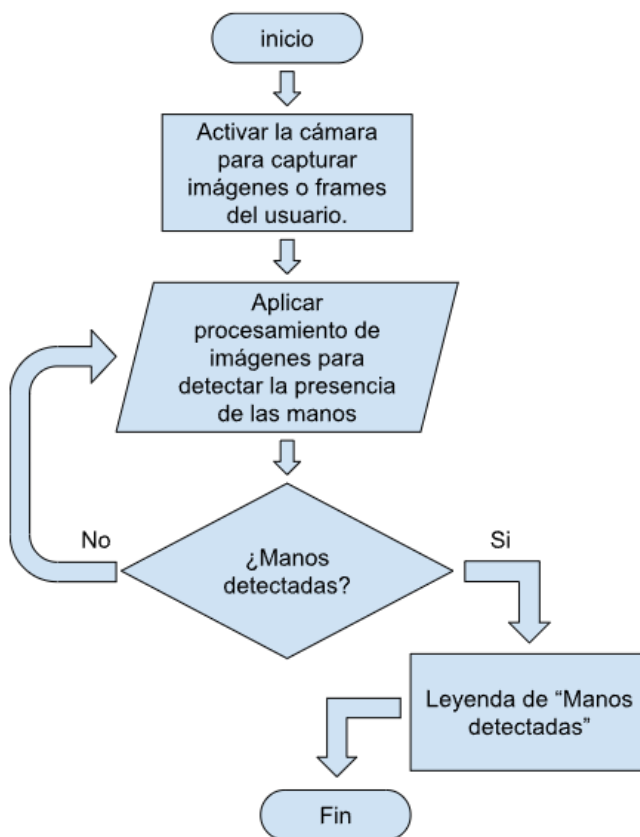 inicio
Activar la cámara
para capturar
imágenes o frames
del usuario.
Aplicar
procesamiento de
imágenes para
detectar la presencia
de las manos
No
¿Manos
detectadas?
Si
Leyenda de “Manos
detectadas”
Fin